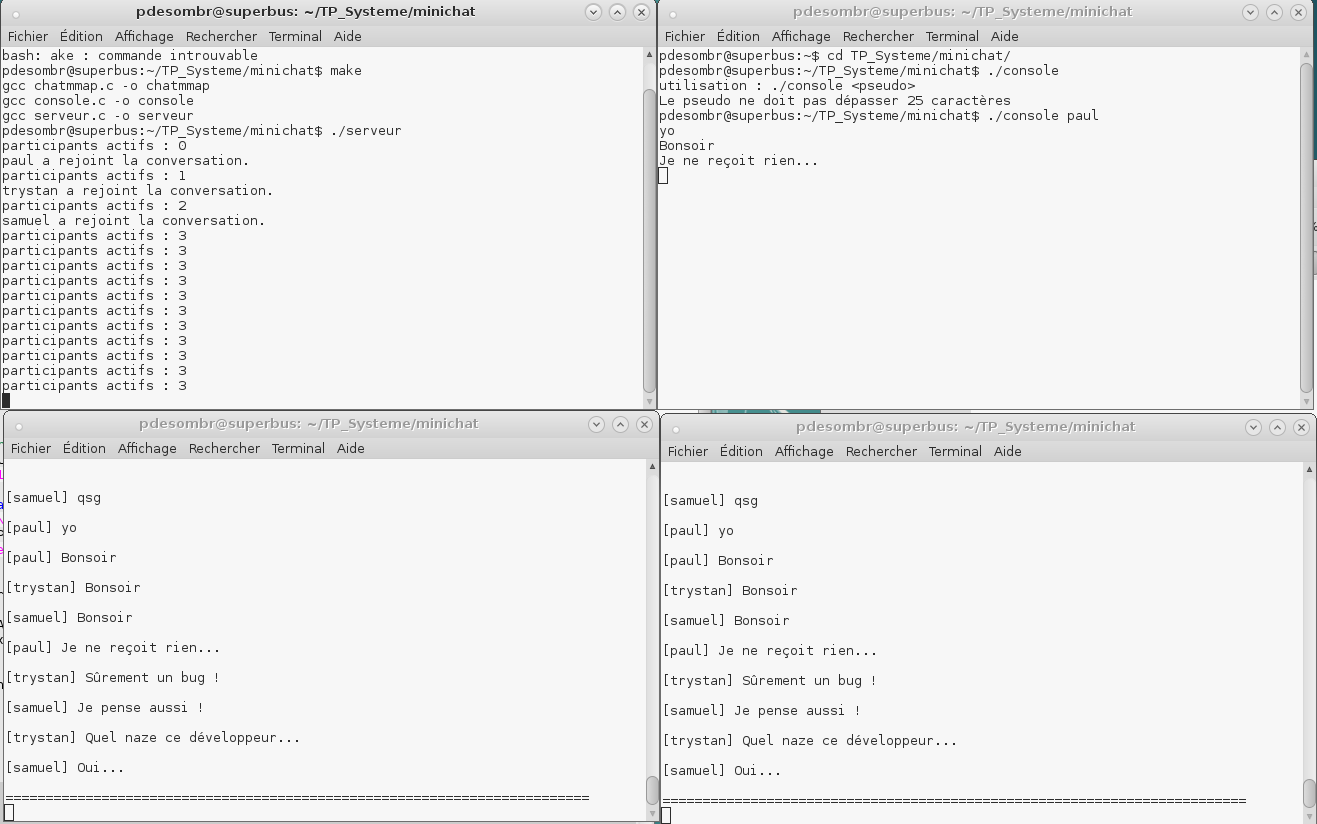 pdesombr@superbus: ~/TP_Systeme/minichat
Fichier Édition Affichage Rechercher Terminal Aide
bash: ake : commande introuvable
pdesombr@superbus:~/TP_Systeme/minichat$ make
gcc chatmmap.c -o chatmmap
gcc console.c -o console
gcc serveur.c -o serveur
pdesombr@superbus:~/TP_Systeme/minichat$ ./serveur
participants actifs : 0
paul a rejoint la conversation.
participants actifs : 1
trystan a rejoint la conversation.
participants actifs : 2
samuel a rejoint la conversation.
participants actifs : 3
participants actifs : 3
participants actifs : 3
participants actifs : 3
participants actifs : 3
participants actifs : 3
participants actifs : 3
participants actifs : 3
participants actifs : 3
participants actifs : 3
participants actifs : 3
pdesombr@superbus: ~/TP_Systeme/minichat
Fichier Édition Affichage Rechercher Terminal Aide
pdesombr@superbus:~$ cd TP_Systeme/minichat/
pdesombr@superbus:~/TP_Systeme/minichat$ ./console
utilisation : ./console <pseudo>
Le pseudo ne doit pas dépasser 25 caractères
pdesombr@superbus:~/TP_Systeme/minichat$ ./console paul
yo
Bonsoir
Je ne reçoit rien...
pdesombr@superbus: ~/TP_Systeme/minichat
Fichier Édition Affichage Rechercher Terminal Aide
[samuel] qsg
[paul] yo
[paul] Bonsoir
[trystan] Bonsoir
[samuel] Bonsoir
[paul] Je ne reçoit rien...
[trystan] Sûrement un bug !
[samuel] Je pense aussi !
[trystan] Quel naze ce développeur...
[samuel] Oui...
=========================================================================
pdesombr@superbus: ~/TP_Systeme/minichat
Fichier Édition Affichage Rechercher Terminal Aide
[samuel] qsg
[paul] yo
[paul] Bonsoir
[trystan] Bonsoir
[samuel] Bonsoir
[paul] Je ne reçoit rien...
[trystan] Sûrement un bug !
[samuel] Je pense aussi !
[trystan] Quel naze ce développeur...
[samuel] Oui...
=========================================================================